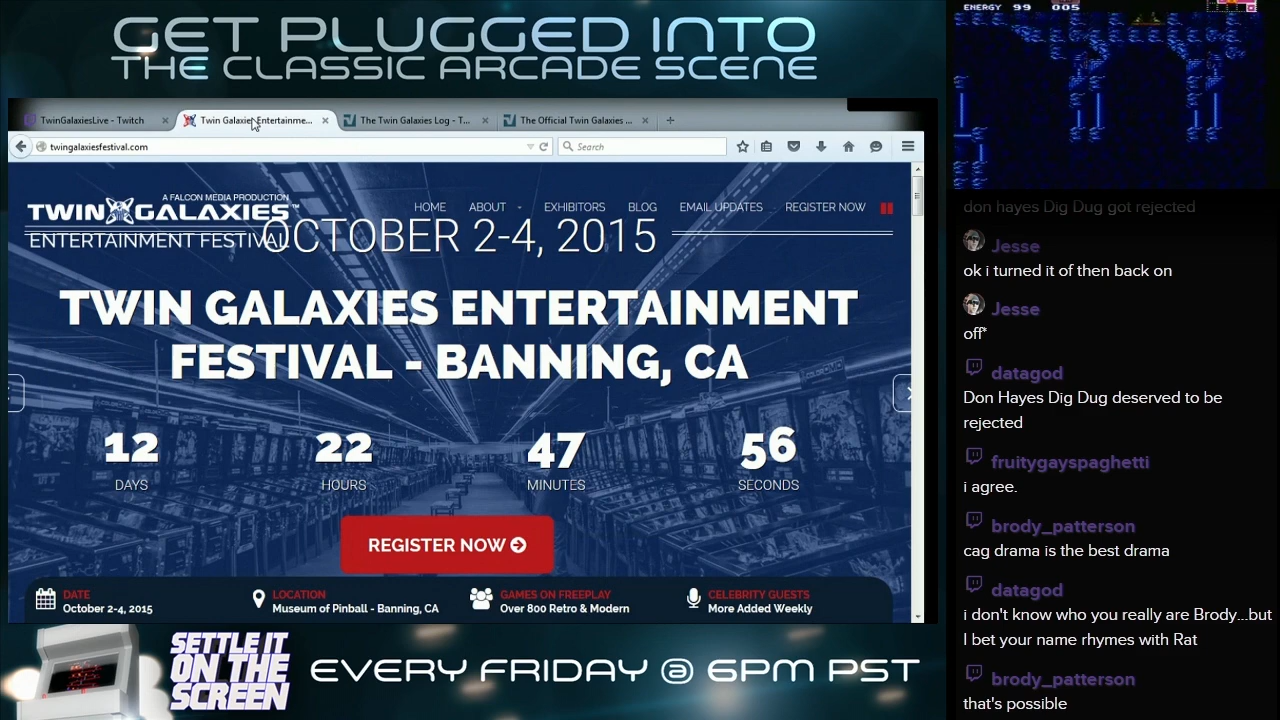 GET PLUGGED INTO
THE CLASSIC ARCADE SCENE
TwinGalaxiesLive - Twitch
Twin Galaxies Entertainme...
The Twin Galaxies Log - T...
The Official Twin Galaxies ...
twingalaxiesfestival.com
Search
A FALCON MEDIA PRODUCTION
TWIN GALAXIES™
ENTERTAINMENT FESTIVAL
HOME
ABOUT
EXHIBITORS
BLOG
EMAIL UPDATES
REGISTER NOW
OCTOBER 2-4, 2015
TWIN GALAXIES ENTERTAINMENT
FESTIVAL - BANNING, CA
12
22
47
56
DAYS
HOURS
MINUTES
SECONDS
REGISTER NOW
DATE
October 2-4, 2015
LOCATION
Museum of Pinball - Banning, CA
GAMES ON FREEPLAY
Over 800 Retro & Modern
CELEBRITY GUESTS
More Added Weekly
SETTLE IT
ON THE
SCREEN
EVERY FRIDAY @ 6PM PST
ENERGY 99 005
don hayes Dig Dug got rejected
Jesse
ok i turned it of then back on
Jesse
off*
datagod
Don Hayes Dig Dug deserved to be
rejected
fruitygayspaghetti
i agree.
brody_patterson
cag drama is the best drama
datagod
i don't know who you really are Brody...but
I bet your name rhymes with Rat
brody_patterson
that's possible